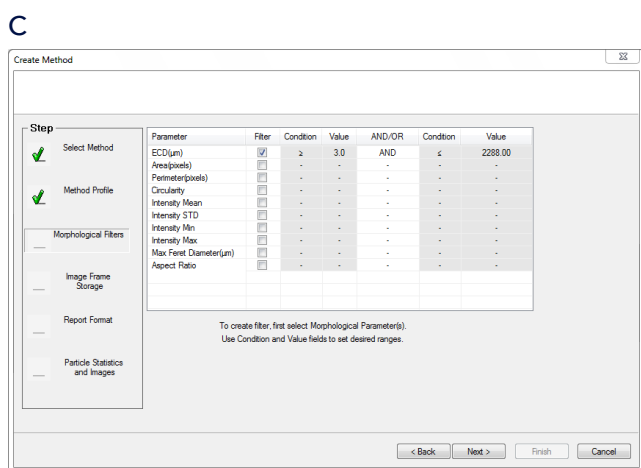 C
Create Method
Step
Select Method
Method Profile
Morphological Filters
Image Frame
Storage
Report Format
Particle Statistics
and Images
Parameter Filter Condition Value AND/OR Condition Value
ECD(µm) ≥ 3.0 AND ≤ 2288.00
Area(pixels) - - - - -
Perimeter(pixels) - - - - -
Circularity - - - - -
Intensity Mean - - - - -
Intensity STD - - - - -
Intensity Min - - - - -
Intensity Max - - - - -
Max Feret Diameter(µm) - - - - -
Aspect Ratio - - - - -
To create filter, first select Morphological Parameter(s).
Use Condition and Value fields to set desired ranges.
< Back Next > Finish Cancel